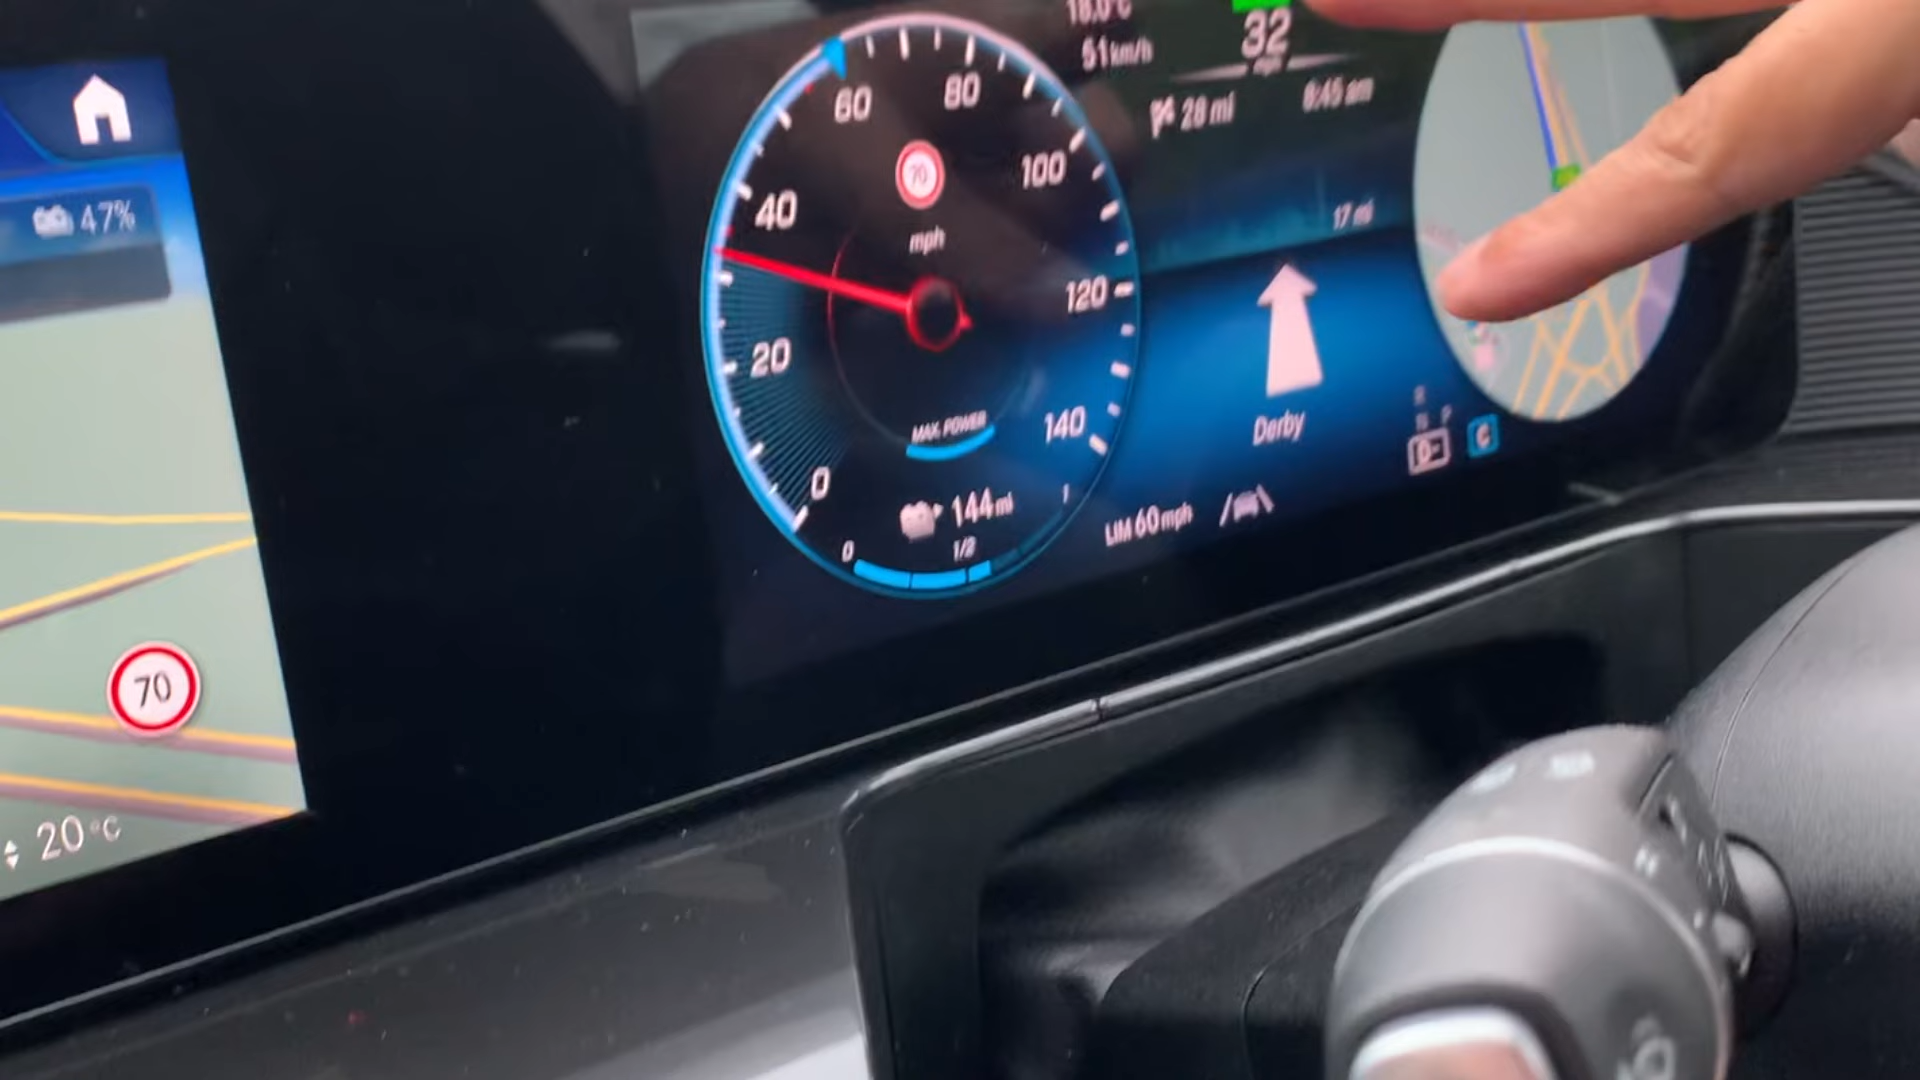 47%
70
20°C
0
20
40
60
80
100
120
140
70
mph
MAX. POWER
144 mi
0
1/2
1
18.0°C
51 km/h
32
mph
28 mi
8:45 am
17 mi
Derby
LIM 60 mph
R
N P
D-
C